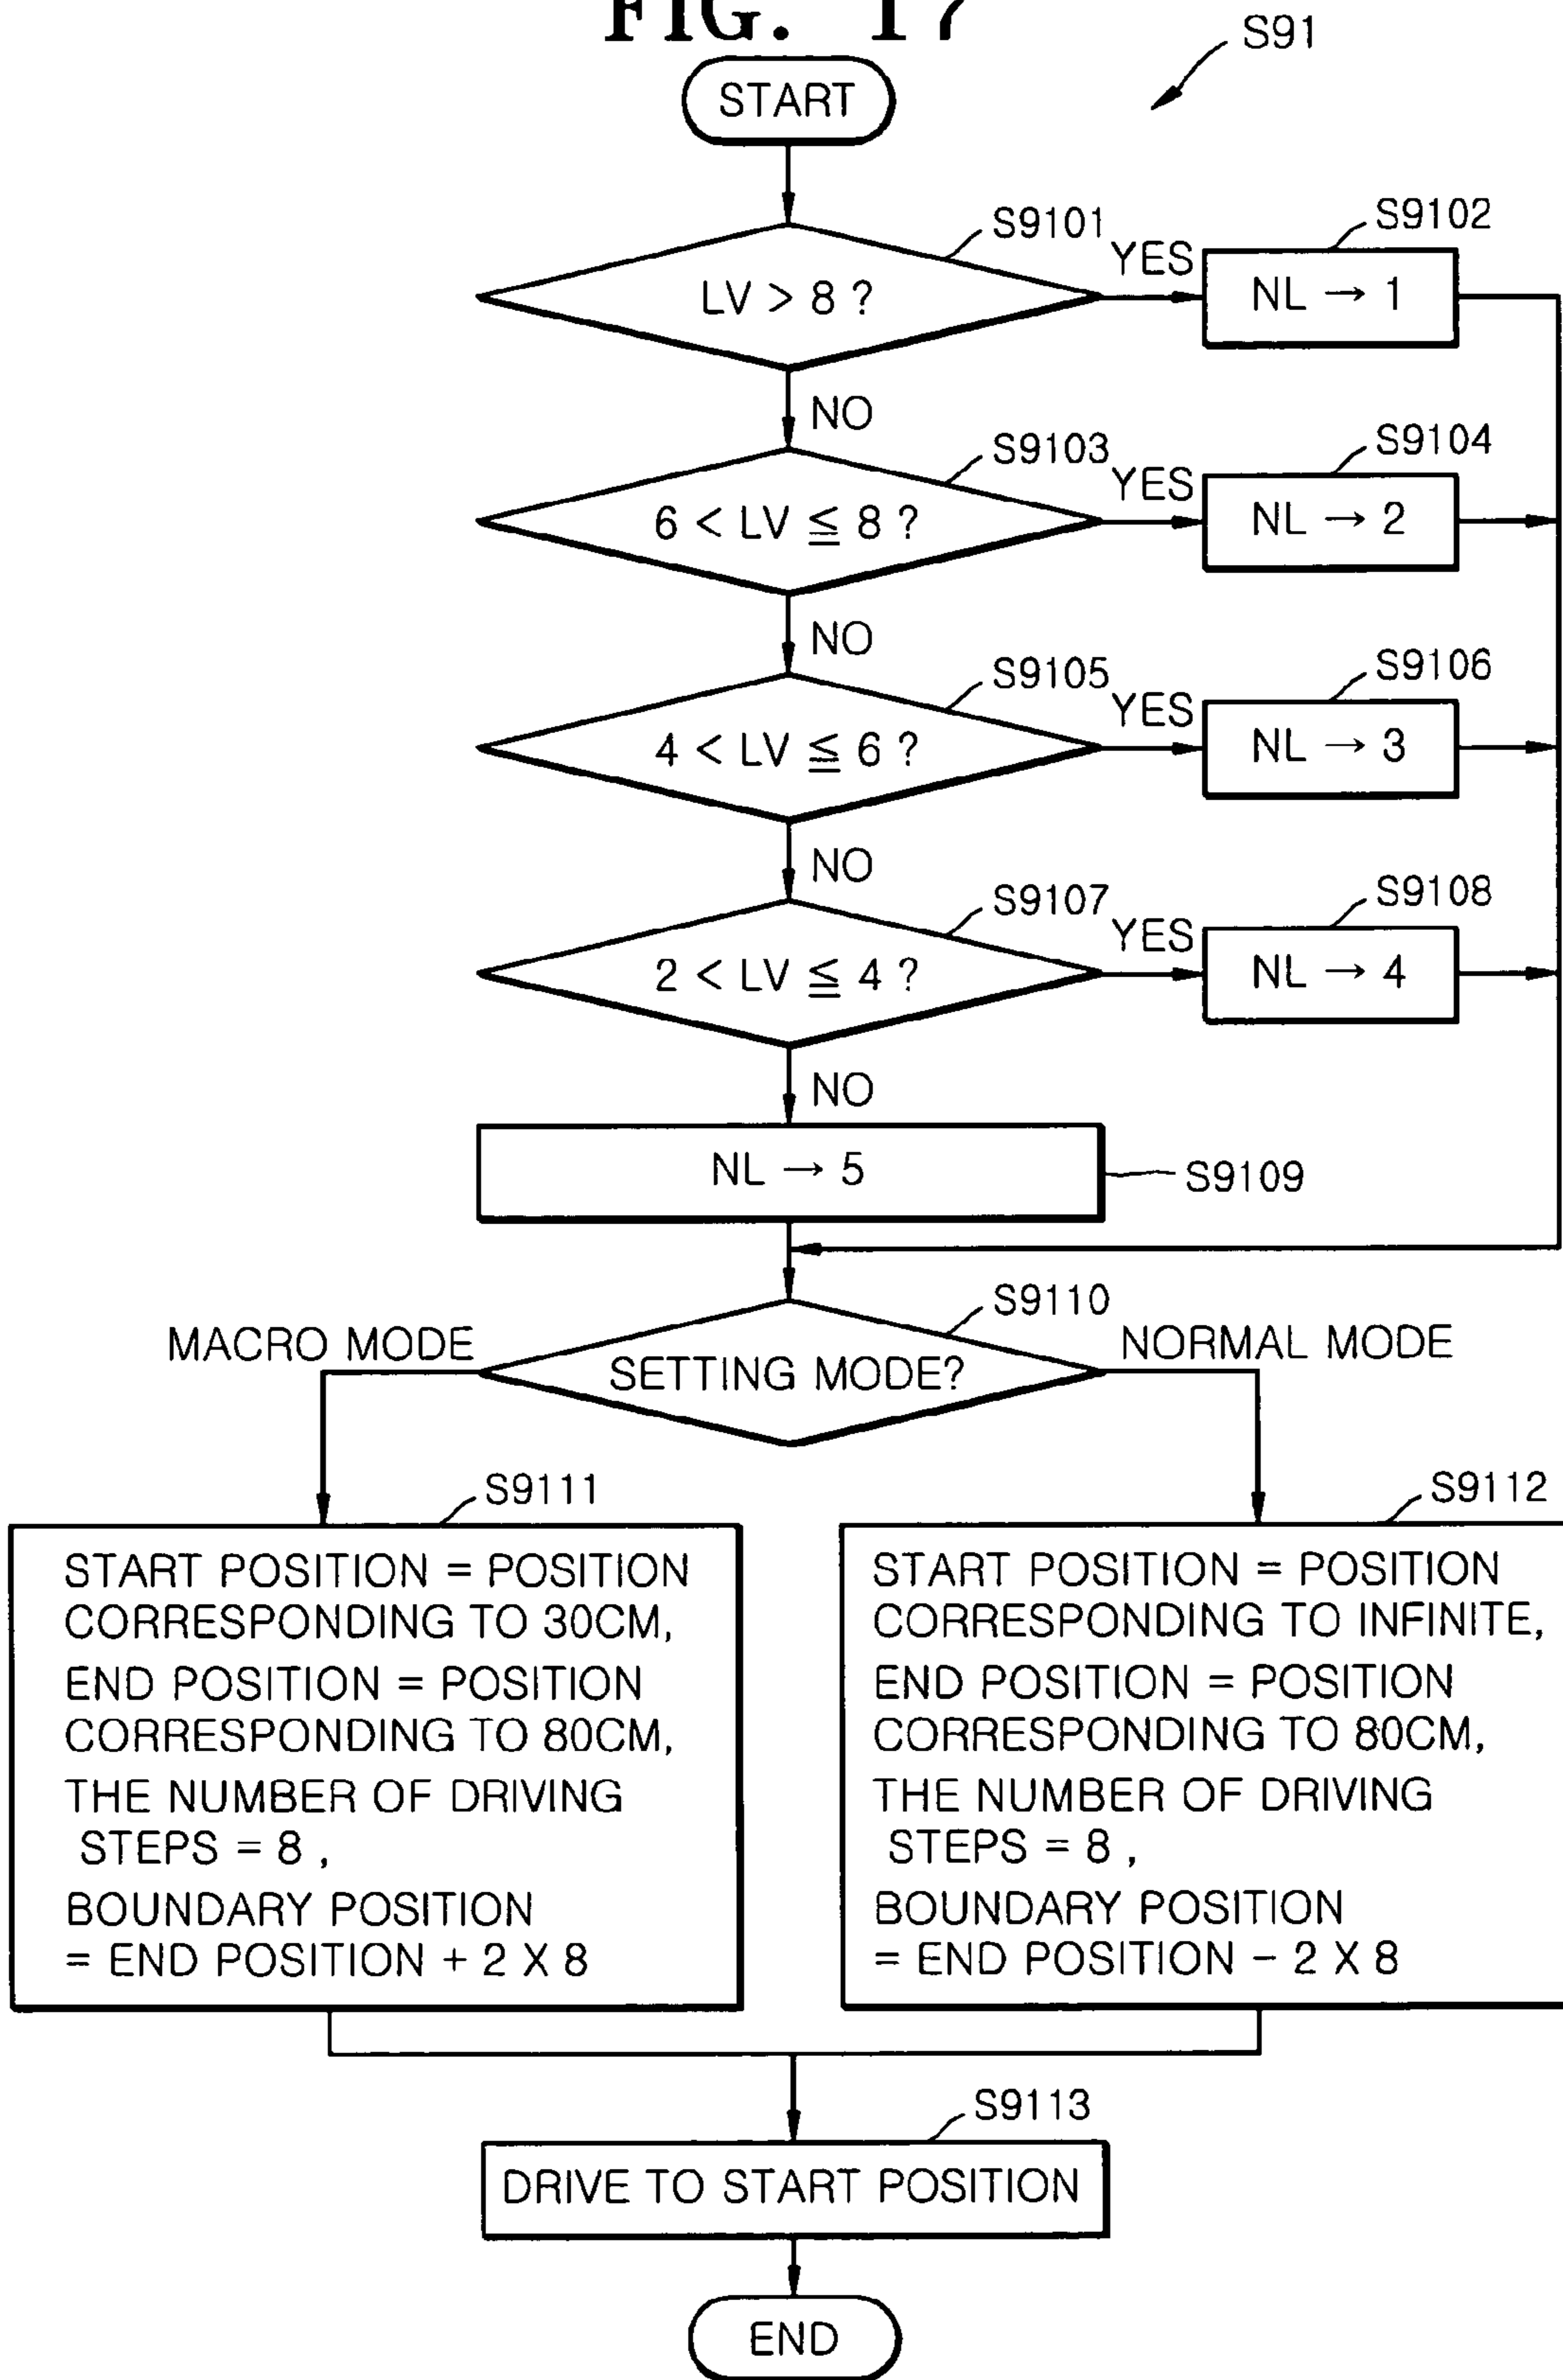 FIG. 17
S91
START
S9101
LV > 8 ?
YES
S9102
NL → 1
NO
S9103
6 < LV ≦ 8 ?
YES
S9104
NL → 2
NO
S9105
4 < LV ≦ 6 ?
YES
S9106
NL → 3
NO
S9107
2 < LV ≦ 4 ?
YES
S9108
NL → 4
NO
NL → 5
S9109
S9110
MACRO MODE
SETTING MODE?
NORMAL MODE
S9111
START POSITION = POSITION
CORRESPONDING TO 30CM,
END POSITION = POSITION
CORRESPONDING TO 80CM,
THE NUMBER OF DRIVING
STEPS = 8 ,
BOUNDARY POSITION
= END POSITION + 2 X 8
S9112
START POSITION = POSITION
CORRESPONDING TO INFINITE,
END POSITION = POSITION
CORRESPONDING TO 80CM,
THE NUMBER OF DRIVING
STEPS = 8 ,
BOUNDARY POSITION
= END POSITION − 2 X 8
S9113
DRIVE TO START POSITION
END